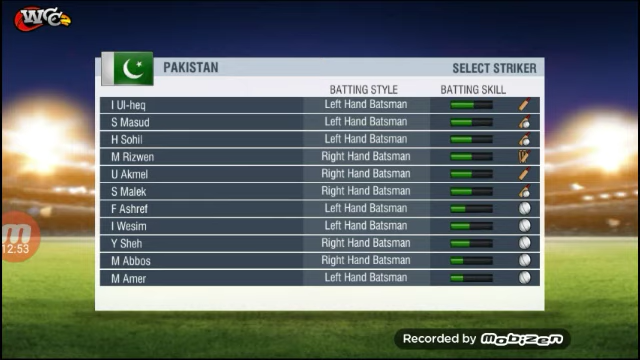 WCC
PAKISTAN SELECT STRIKER
BATTING STYLE BATTING SKILL
I Ul-heq Left Hand Batsman
S Masud Left Hand Batsman
H Sohil Left Hand Batsman
M Rizwen Right Hand Batsman
U Akmel Right Hand Batsman
S Malek Right Hand Batsman
F Ashref Left Hand Batsman
I Wesim Left Hand Batsman
Y Sheh Right Hand Batsman
M Abbos Right Hand Batsman
M Amer Left Hand Batsman
m
12:53
Recorded by mobizen